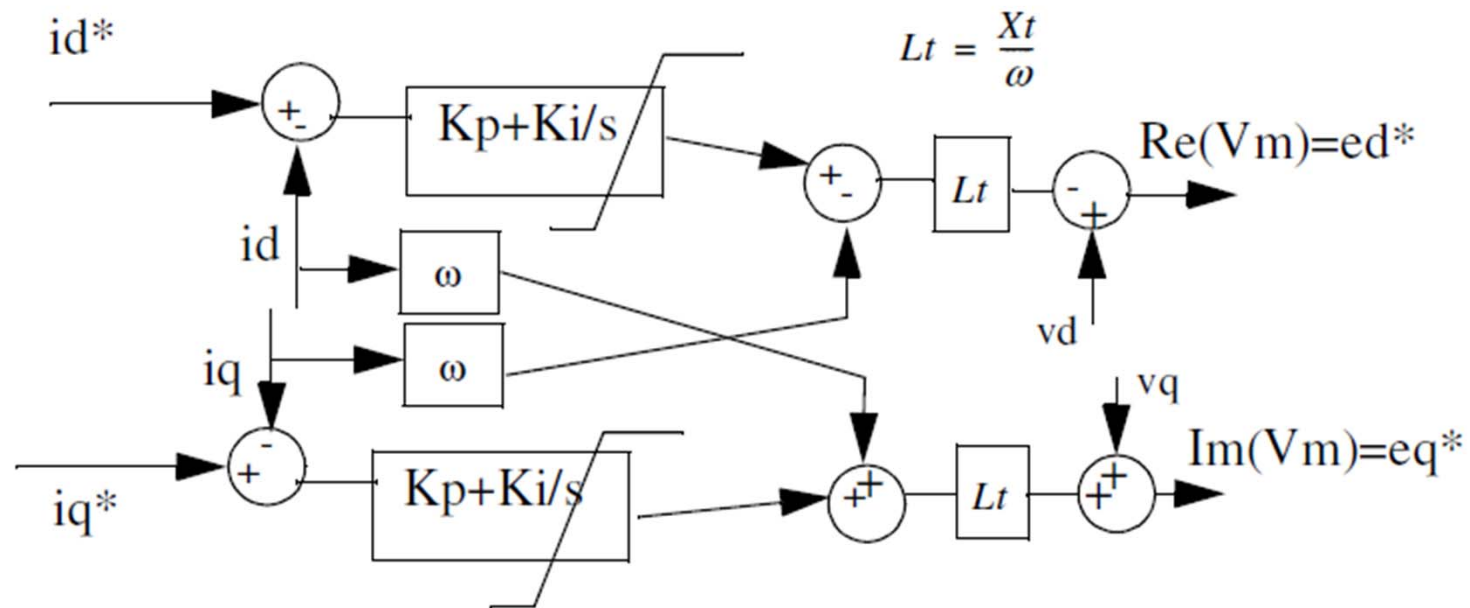 id*
Lt = Xt
ω
+
-
Kp+Ki/s
+
-
Lt
-
+
Re(Vm)=ed*
id
ω
vd
iq
ω
vq
-
+
Kp+Ki/s
+
+
Lt
+
+
Im(Vm)=eq*
iq*